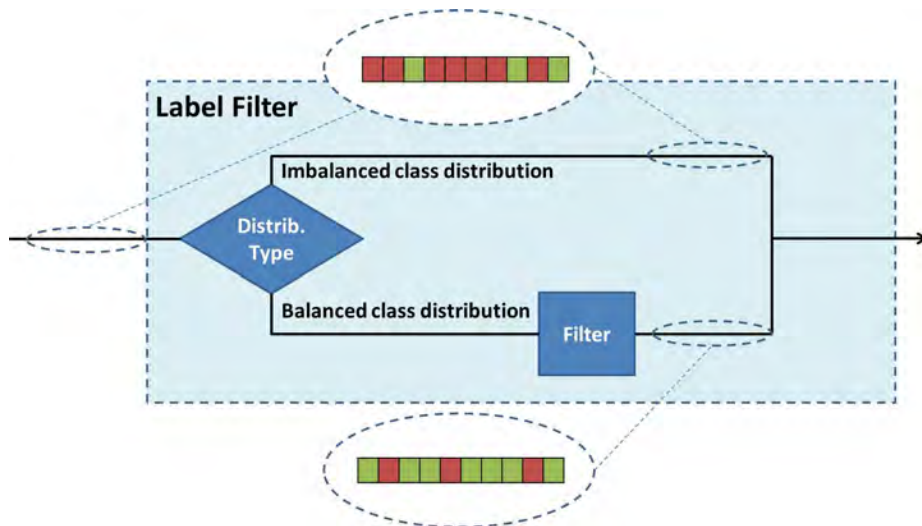 Label Filter
Imbalanced class distribution
Distrib.
Type
Balanced class distribution
Filter